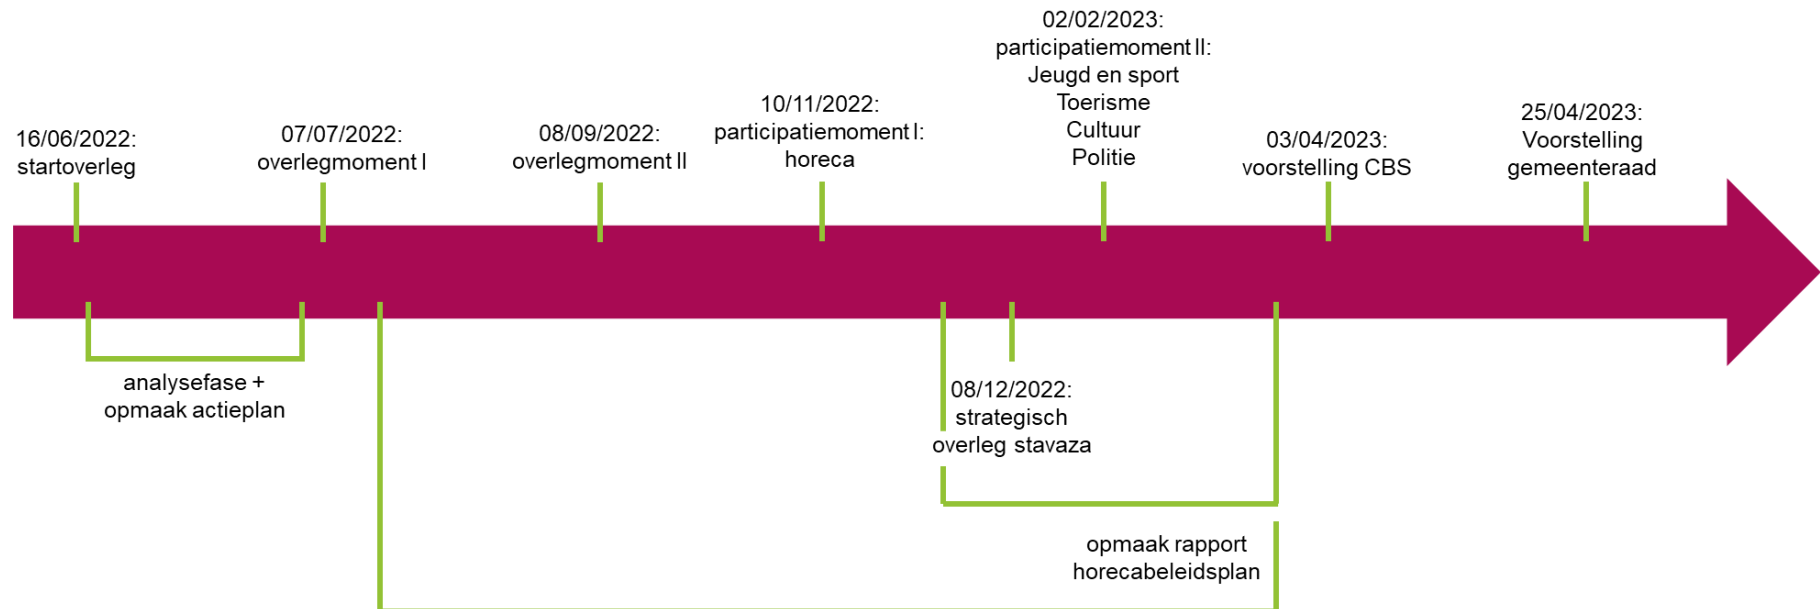 16/06/2022:
startoverleg
07/07/2022:
overlegmoment I
08/09/2022:
overlegmoment II
10/11/2022:
participatiemoment I:
horeca
02/02/2023:
participatiemoment II:
Jeugd en sport
Toerisme
Cultuur
Politie
03/04/2023:
voorstelling CBS
25/04/2023:
Voorstelling
gemeenteraad
analysefase +
opmaak actieplan
08/12/2022:
strategisch
overleg stavaza
opmaak rapport
horecabeleidsplan